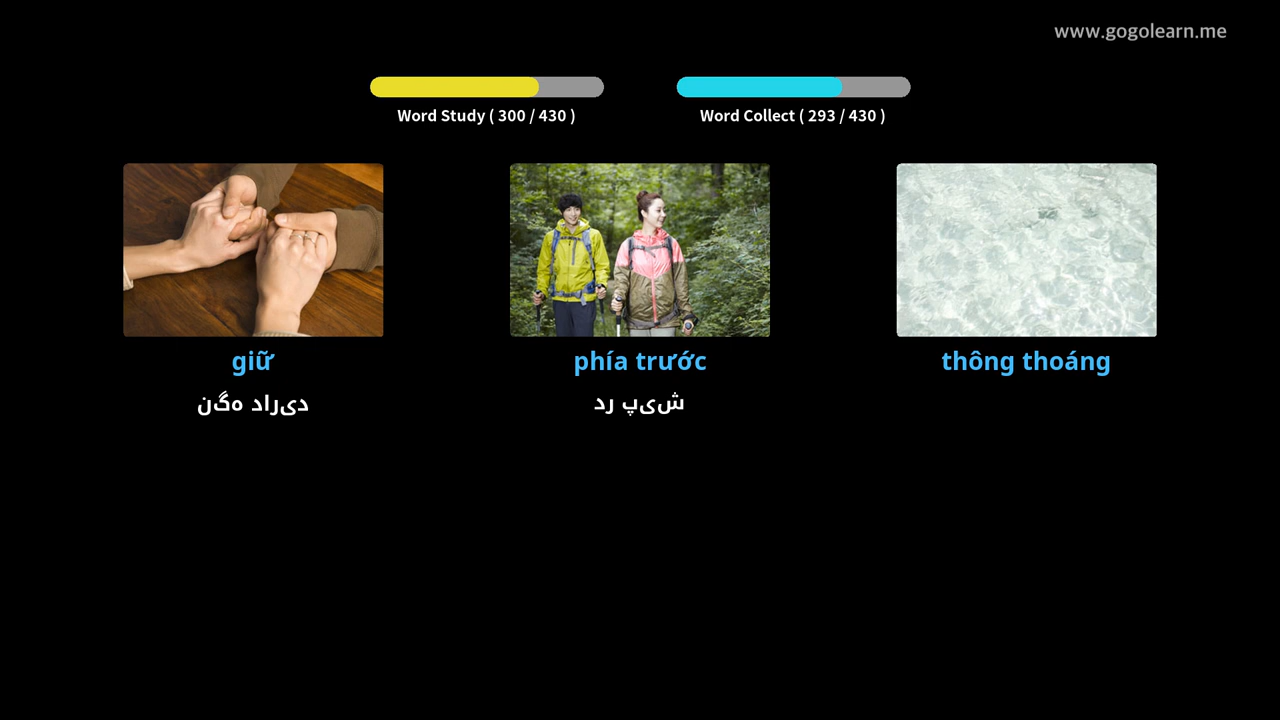 www.gogolearn.me
Word Study ( 300 / 430 )
Word Collect ( 293 / 430 )
giữ
phía trước
thông thoáng
دیراد هگن
شیپ رد